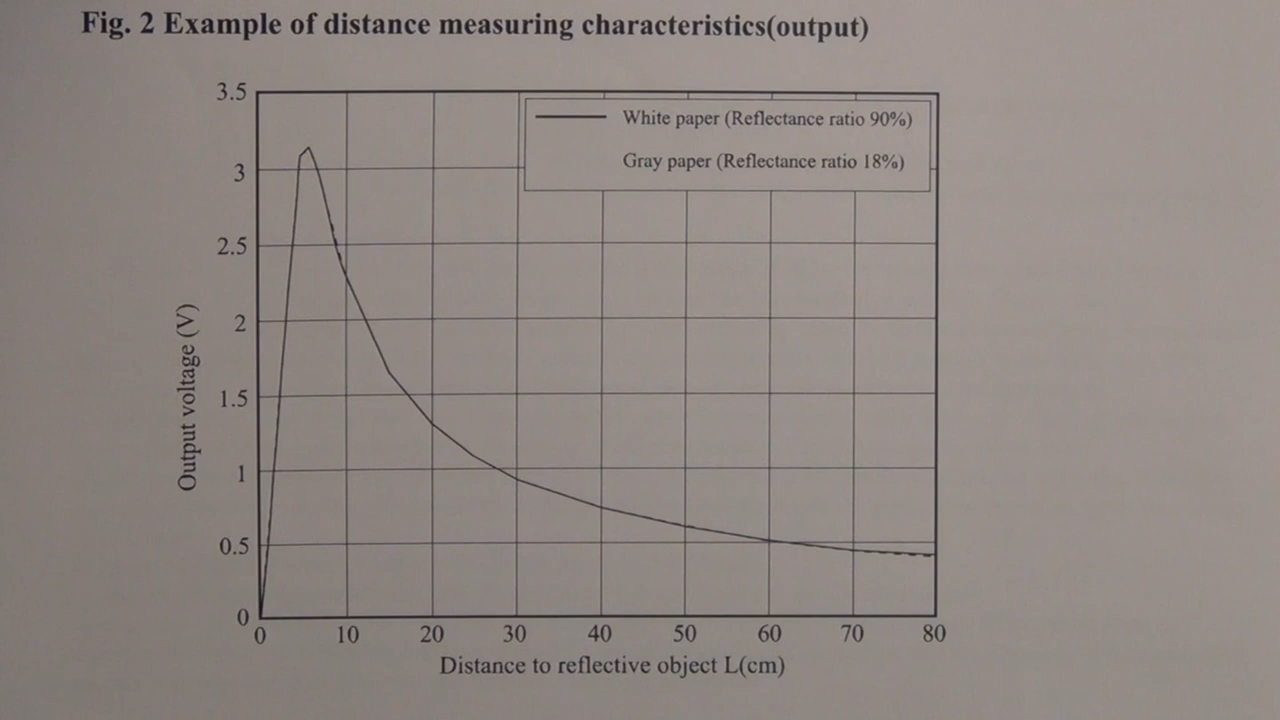 Fig. 2 Example of distance measuring characteristics(output)
3.5
White paper (Reflectance ratio 90%)
Gray paper (Reflectance ratio 18%)
3
2.5
2
1.5
1
0.5
0
Output voltage (V)
0 10 20 30 40 50 60 70 80
Distance to reflective object L(cm)